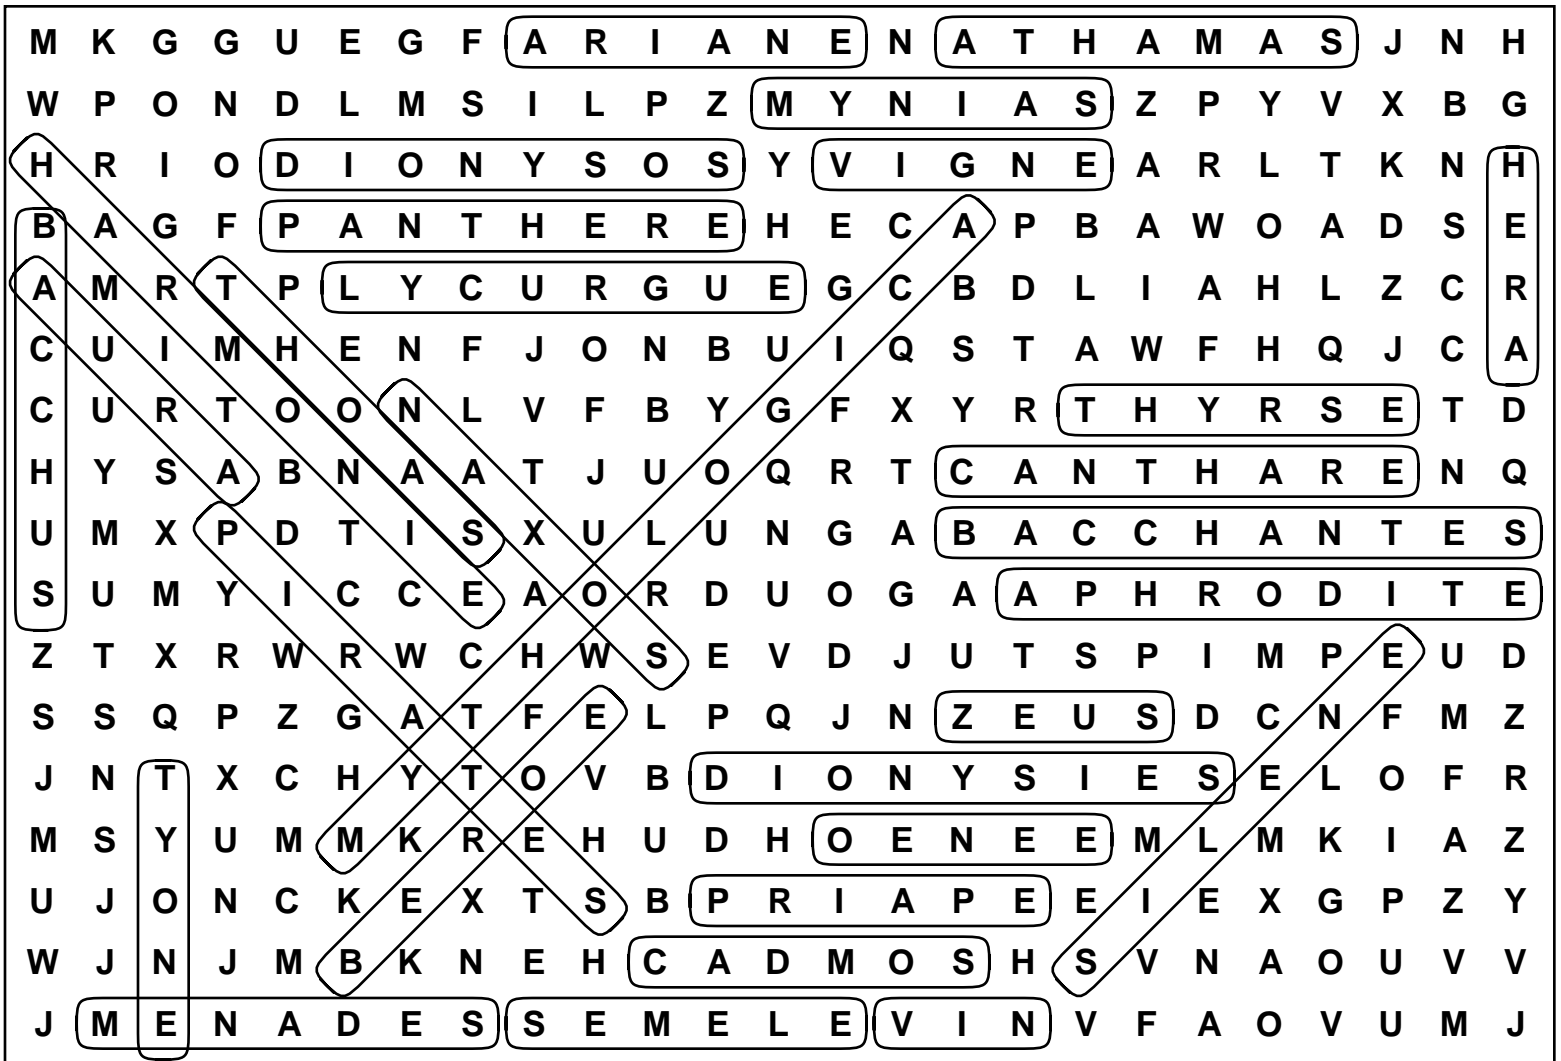 M K G G U E G F A R I A N E N A T H A M A S J N H
W P O N D L M S I L P Z M Y N I A S Z P Y V X B G
H R I O D I O N Y S O S Y V I G N E A R L T K N H
B A G F P A N T H E R E H E C A P B A W O A D S E
A M R T P L Y C U R G U E G C B D L I A H L Z C R
C U I M H E N F J O N B U I Q S T A W F H Q J C A
C U R T O O N L V F B Y G F X Y R T H Y R S E T D
H Y S A B N A A T J U O Q R T C A N T H A R E N Q
U M X P D T I S X U L U N G A B A C C H A N T E S
S U M Y I C C E A O R D U O G A A P H R O D I T E
Z T X R W R W C H W S E V D J U T S P I M P E U D
S S Q P Z G A T F E L P Q J N Z E U S D C N F M Z
J N T X C H Y T O V B D I O N Y S I E S E L O F R
M S Y U M M K R E H U D H O E N E E M L M K I A Z
U J O N C K E X T S B P R I A P E E I E X G P Z Y
W J N J M B K N E H C A D M O S H S V N A O U V V
J M E N A D E S S E M E L E V I N V F A O V U M J